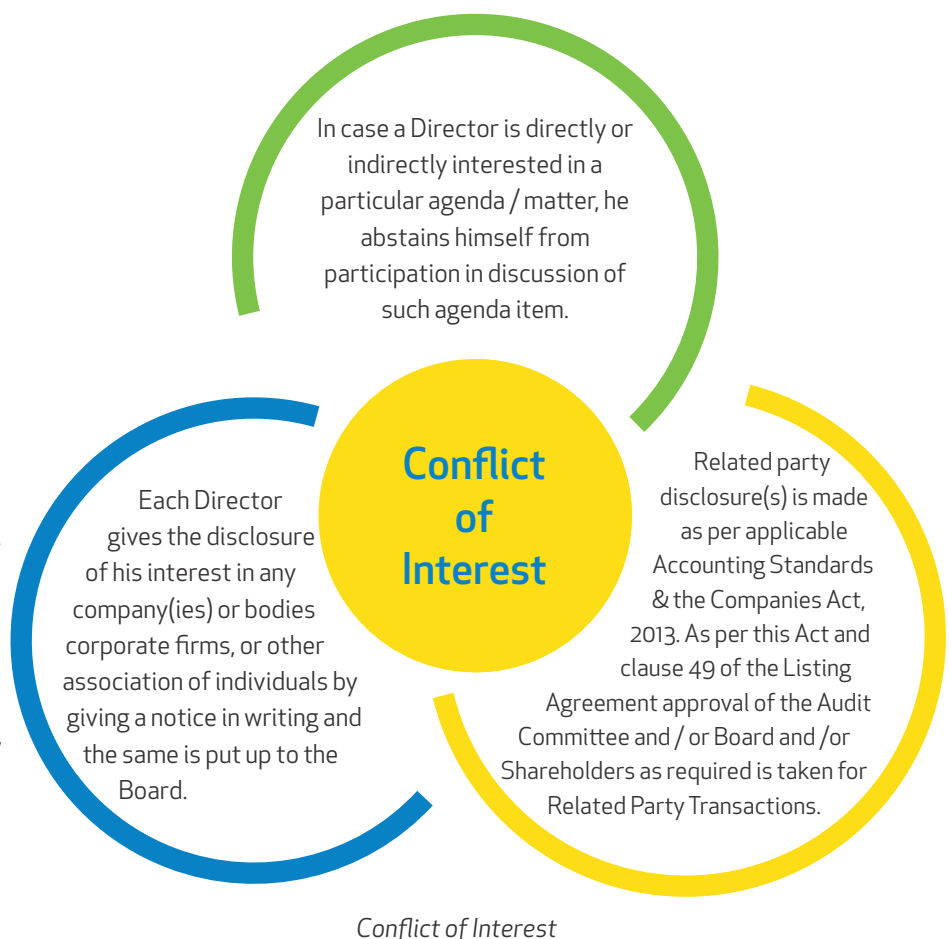 In case a Director is directly or
indirectly interested in a
particular agenda / matter, he
abstains himself from
participation in discussion of
such agenda item.
Conflict
of
Interest
Each Director
gives the disclosure
of his interest in any
company(ies) or bodies
corporate firms, or other
association of individuals by
giving a notice in writing and
the same is put up to the
Board.
Related party
disclosure(s) is made
as per applicable
Accounting Standards
& the Companies Act,
2013. As per this Act and
clause 49 of the Listing
Agreement approval of the Audit
Committee and / or Board and /or
Shareholders as required is taken for
Related Party Transactions.
Conflict of Interest